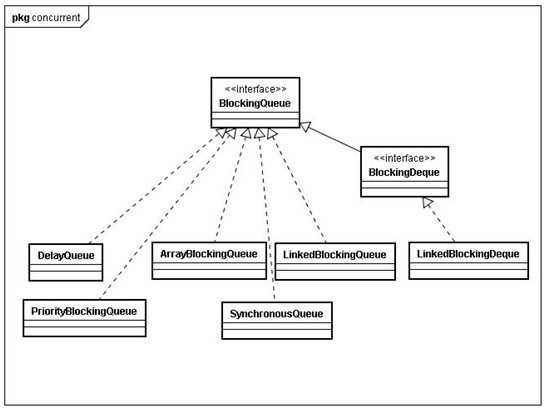 pkg concurrent
<<interface>>
BlockingQueue
<<interface>>
BlockingDeque
DelayQueue
ArrayBlockingQueue
LinkedBlockingQueue
LinkedBlockingDeque
PriorityBlockingQueue
SynchronousQueue